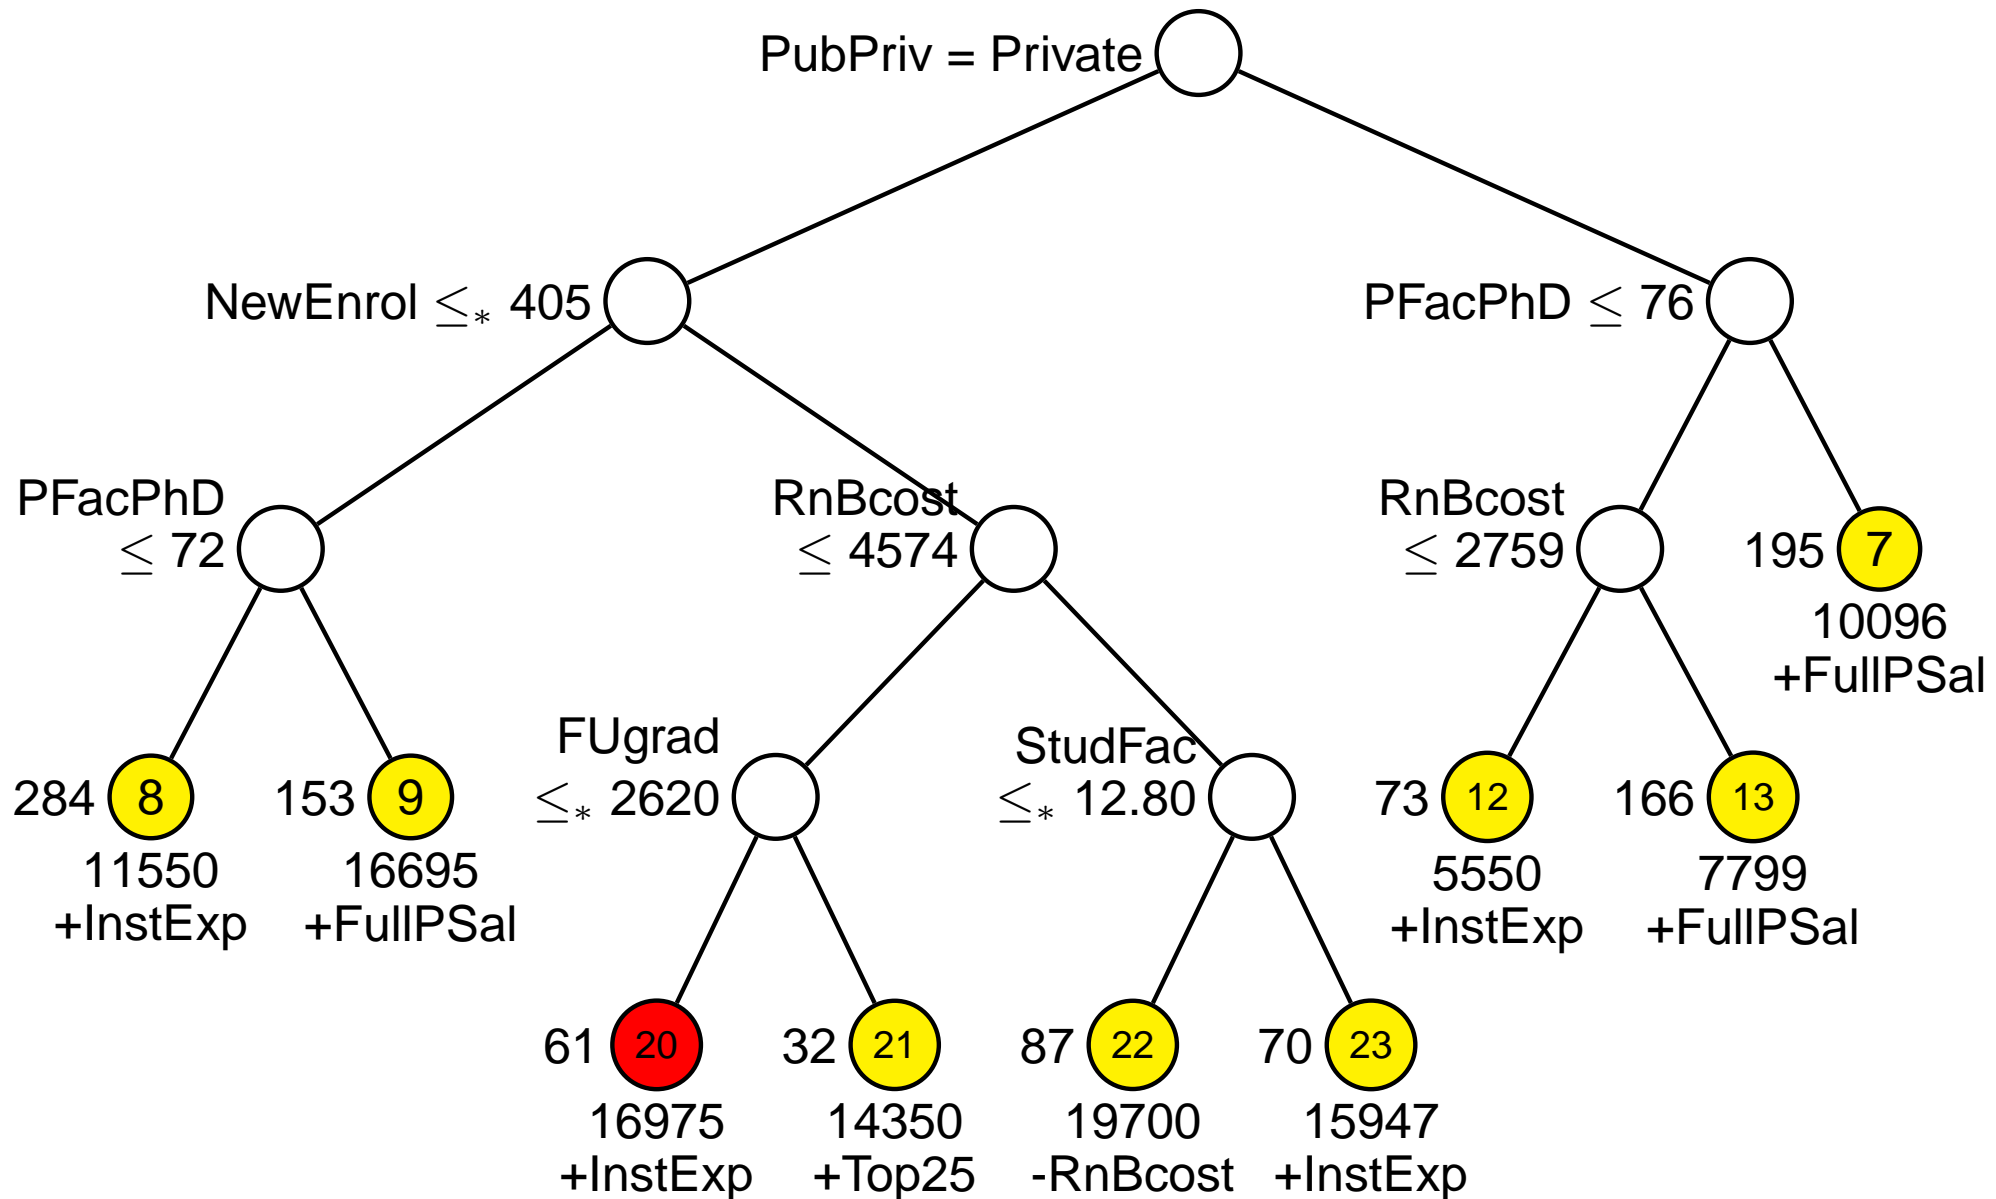 PubPriv = Private
NewEnrol ≤* 405
PFacPhD ≤ 76
PFacPhD
≤ 72
RnBcost
≤ 4574
RnBcost
≤ 2759
195 7
10096
+FullPSal
FUgrad
≤* 2620
StudFac
≤* 12.80
284 8
11550
+InstExp
153 9
16695
+FullPSal
73 12
5550
+InstExp
166 13
7799
+FullPSal
61 20
16975
+InstExp
32 21
14350
+Top25
87 22
19700
-RnBcost
70 23
15947
+InstExp